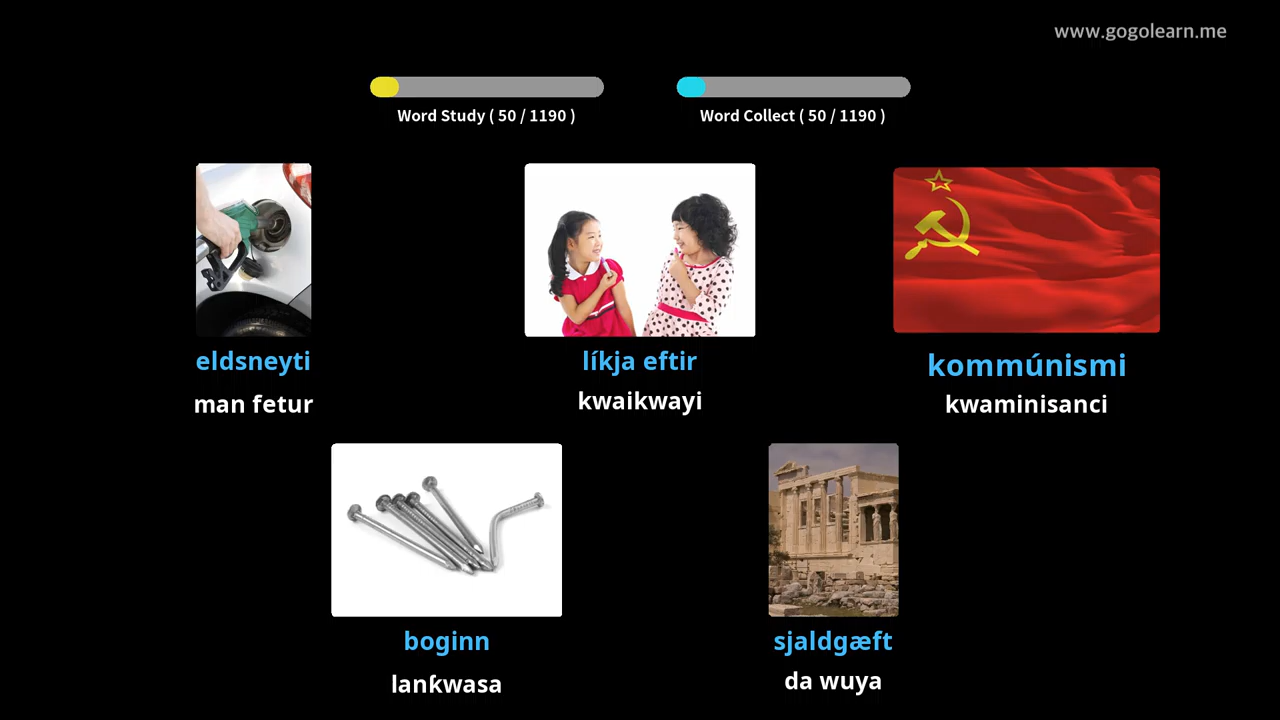 www.gogolearn.me
Word Study ( 50 / 1190 )
Word Collect ( 50 / 1190 )
eldsneyti
man fetur
líkja eftir
kwaikwayi
kommúnismi
kwaminisanci
boginn
lanƙwasa
sjaldgæft
da wuya